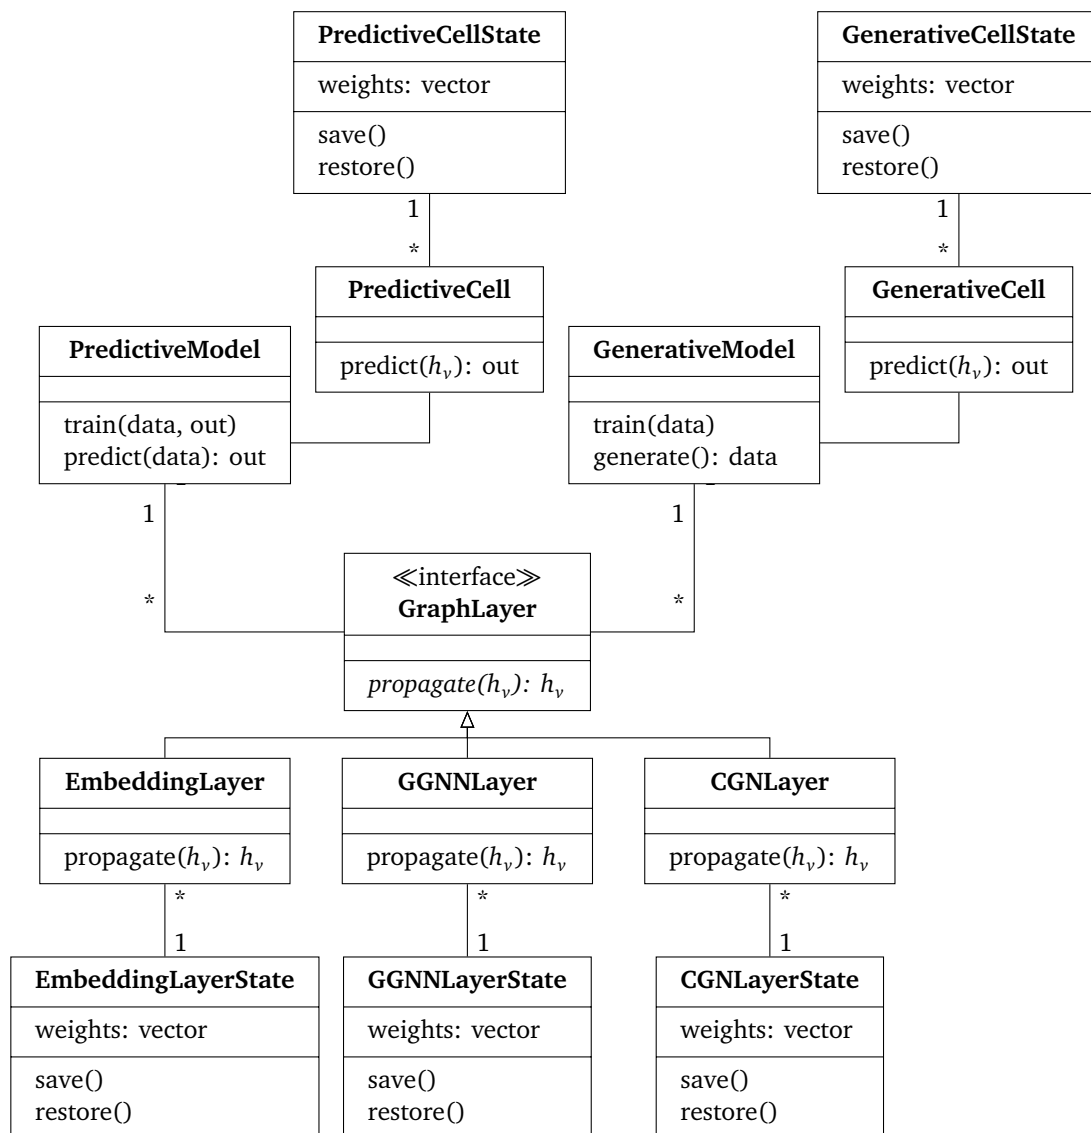 PredictiveCellState
weights: vector
save()
restore()
GenerativeCellState
weights: vector
save()
restore()
1
*
1
*
PredictiveCell
predict(hᵥ): out
GenerativeCell
predict(hᵥ): out
PredictiveModel
train(data, out)
predict(data): out
GenerativeModel
train(data)
generate(): data
1
*
1
*
≪interface≫
GraphLayer
propagate(hᵥ): hᵥ
EmbeddingLayer
propagate(hᵥ): hᵥ
GGNNLayer
propagate(hᵥ): hᵥ
CGNLayer
propagate(hᵥ): hᵥ
*
1
*
1
*
1
EmbeddingLayerState
weights: vector
save()
restore()
GGNNLayerState
weights: vector
save()
restore()
CGNLayerState
weights: vector
save()
restore()